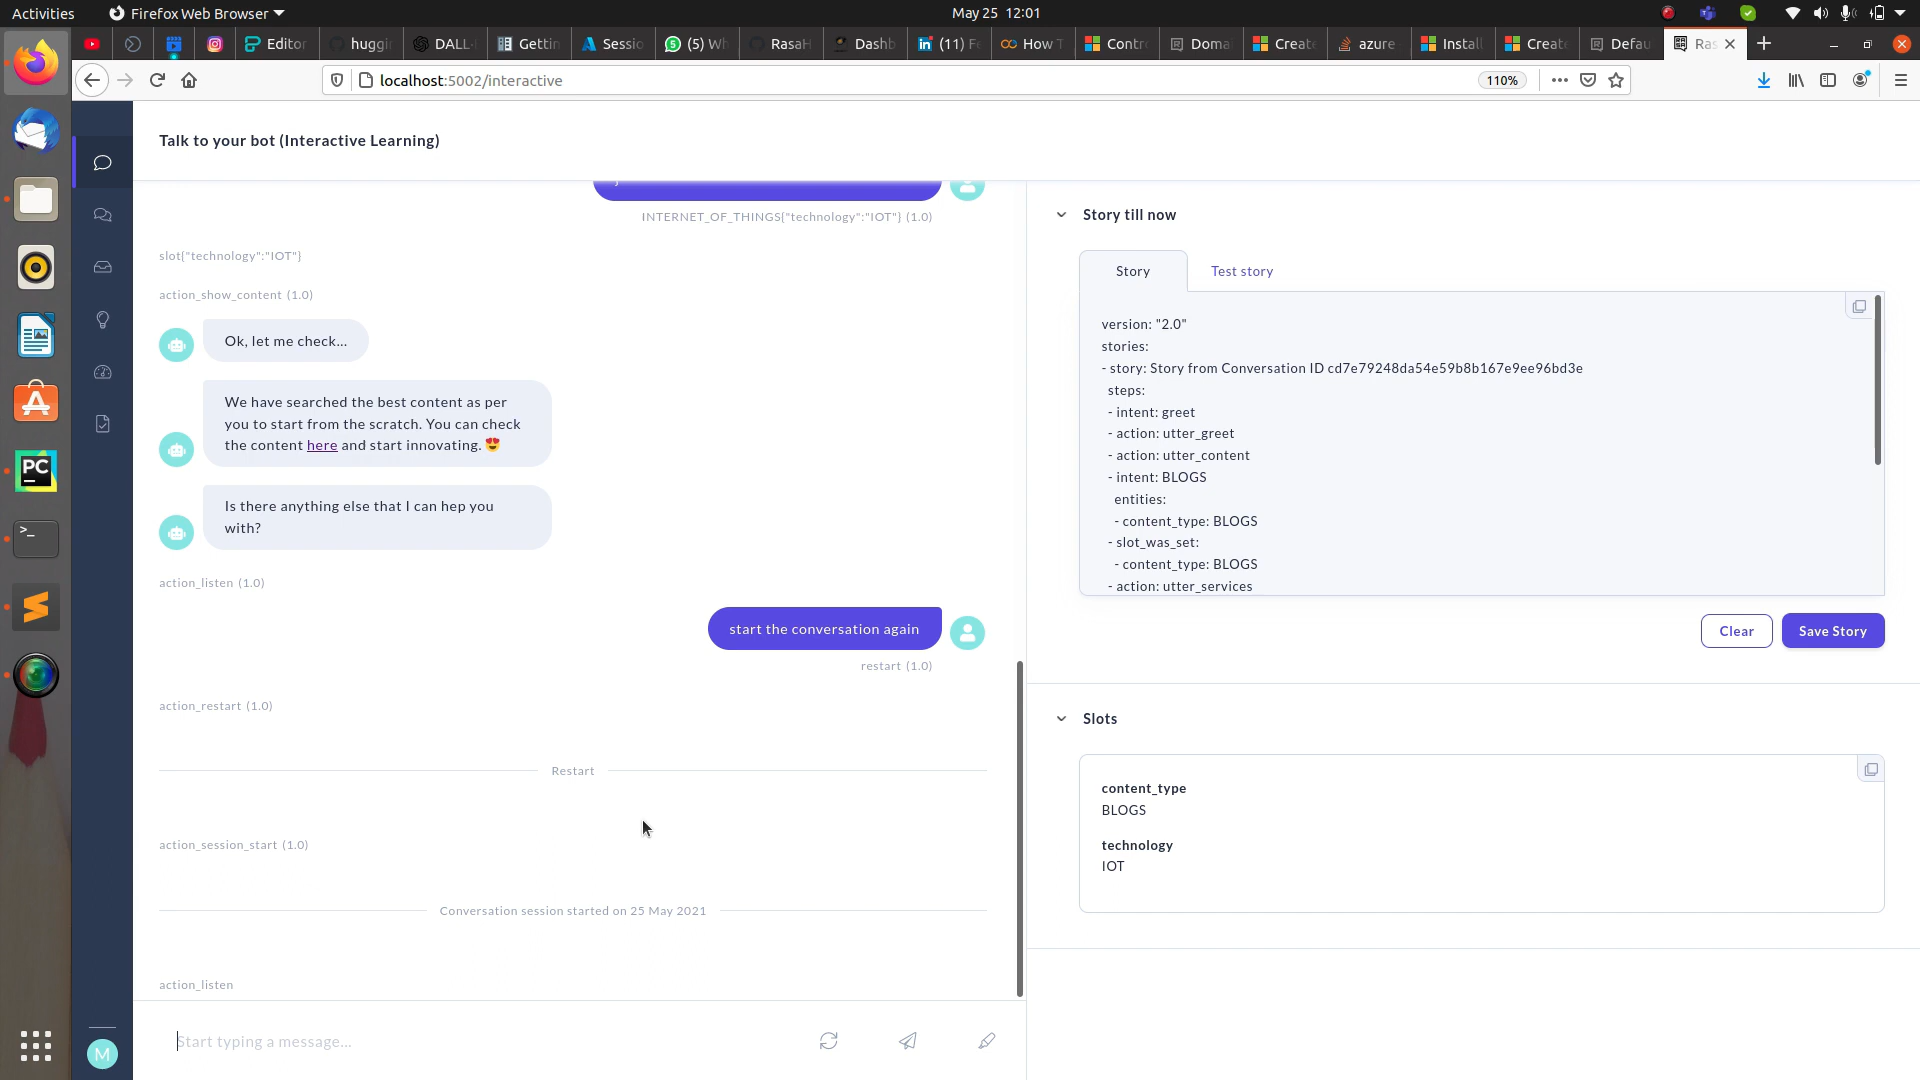 Activities
Firefox Web Browser
May 25 12:01
Editor
huggi
DALL·
Gettin
Sessio
(5) Wh
RasaH
Dashb
(11) Fe
How T
Contr
Doma
Create
azure
Instal
Create
Defau
Ras
localhost:5002/interactive
110%
Talk to your bot (Interactive Learning)
INTERNET_OF_THINGS{"technology":"IOT"} (1.0)
slot{"technology":"IOT"}
action_show_content (1.0)
Ok, let me check...
We have searched the best content as per
you to start from the scratch. You can check
the content here and start innovating. 😍
Is there anything else that I can hep you
with?
action_listen (1.0)
start the conversation again
restart (1.0)
action_restart (1.0)
Restart
action_session_start (1.0)
Conversation session started on 25 May 2021
action_listen
Start typing a message...
M
PC
Story till now
Story
Test story
version: "2.0"
stories:
- story: Story from Conversation ID cd7e79248da54e59b8b167e9ee96bd3e
steps:
- intent: greet
- action: utter_greet
- action: utter_content
- intent: BLOGS
entities:
- content_type: BLOGS
- slot_was_set:
- content_type: BLOGS
- action: utter_services
Clear
Save Story
Slots
content_type
BLOGS
technology
IOT